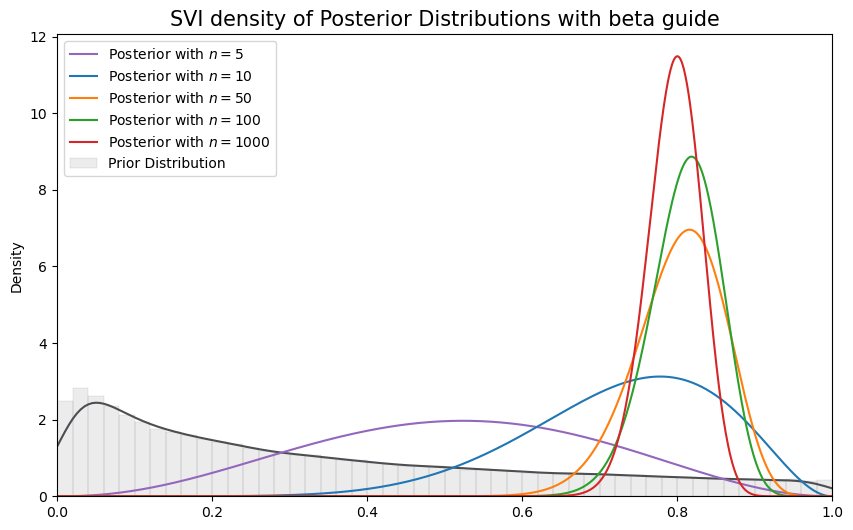 SVI density of Posterior Distributions with beta guide
12
10
8
6
4
2
0
Density
Posterior with n = 5
Posterior with n = 10
Posterior with n = 50
Posterior with n = 100
Posterior with n = 1000
Prior Distribution
0.0 0.2 0.4 0.6 0.8 1.0